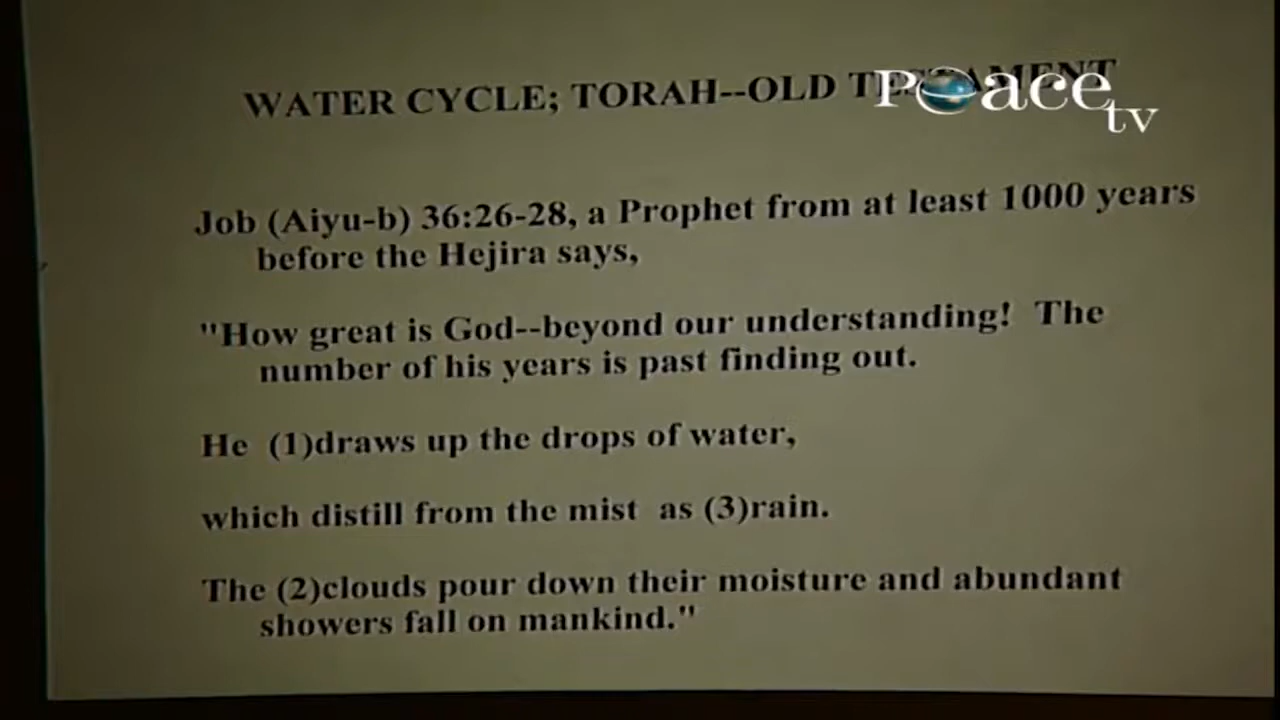 WATER CYCLE; TORAH--OLD TESTAMENT
Peace
tv
Job (Aiyu-b) 36:26-28, a Prophet from at least 1000 years
before the Hejira says,
"How great is God--beyond our understanding! The
number of his years is past finding out.
He (1)draws up the drops of water,
which distill from the mist as (3)rain.
The (2)clouds pour down their moisture and abundant
showers fall on mankind."